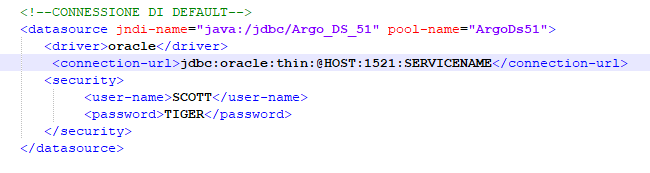 <!--CONNESSIONE DI DEFAULT-->
<datasource jndi-name="java:/jdbc/Argo_DS_51" pool-name="ArgoDs51">
<driver>oracle</driver>
<connection-url>jdbc:oracle:thin:@HOST:1521:SERVICENAME</connection-url>
<security>
<user-name>SCOTT</user-name>
<password>TIGER</password>
</security>
</datasource>